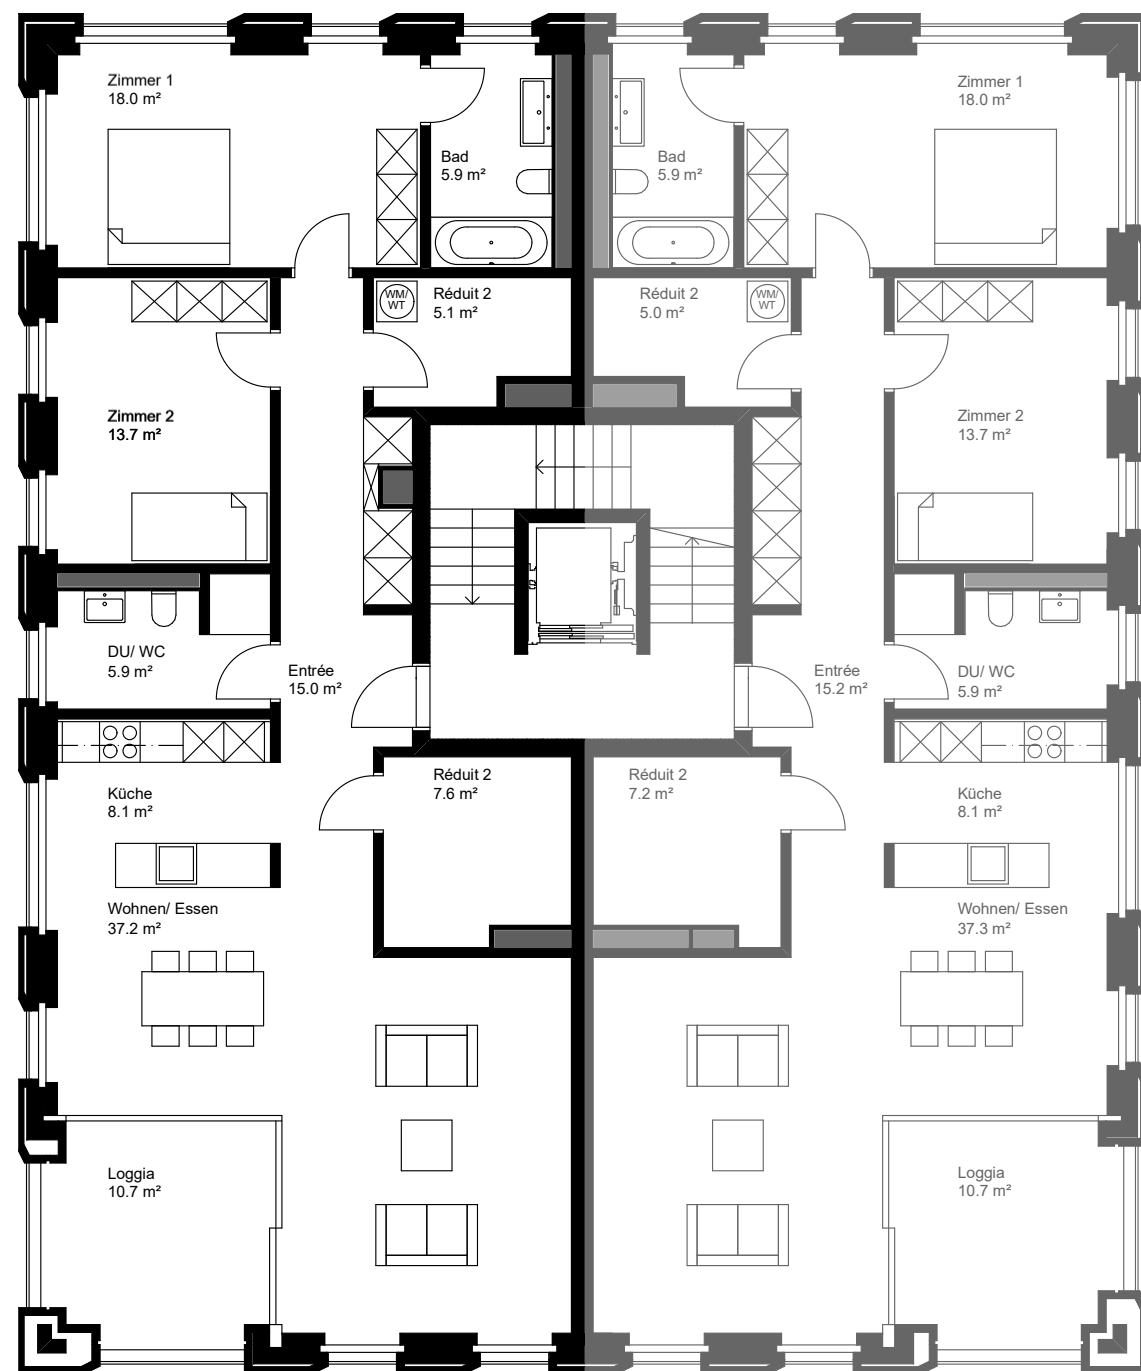 Zimmer 1
18.0 m²
Zimmer 1
18.0 m²
Bad
5.9 m²
Bad
5.9 m²
Réduit 2
5.1 m²
WM/
WT
Réduit 2
5.0 m²
WM/
WT
Zimmer 2
13.7 m²
Zimmer 2
13.7 m²
DU/ WC
5.9 m²
Entrée
15.0 m²
Entrée
15.2 m²
DU/ WC
5.9 m²
Küche
8.1 m²
Réduit 2
7.6 m²
Réduit 2
7.2 m²
Küche
8.1 m²
Wohnen/ Essen
37.2 m²
Wohnen/ Essen
37.3 m²
Loggia
10.7 m²
Loggia
10.7 m²